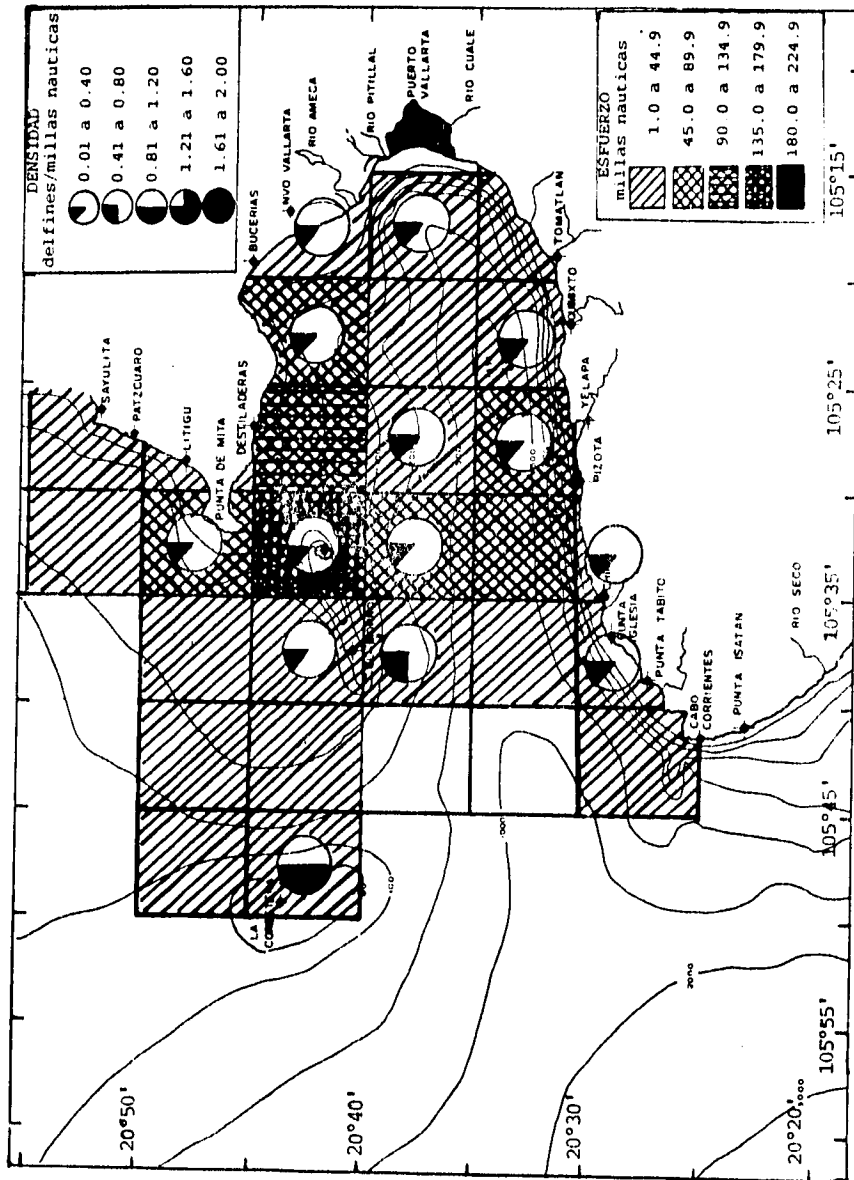 DENSIDAD
delfines/millas nauticas
0.01 a 0.40
0.41 a 0.80
0.81 a 1.20
1.21 a 1.60
1.61 a 2.00
ESFUERZO
millas nauticas
1.0 a 44.9
45.0 a 89.9
90.0 a 134.9
135.0 a 179.9
180.0 a 224.9
SAYULITA
PATZCUARO
LITIGU
PUNTA DE MITA
DESTILADERAS
BUCERIAS
NVO VALLARTA
RIO AMECA
RIO PITILLAL
PUERTO
VALLARTA
RIO CUALE
TOMATLAN
YELAPA
PIZOTA
PUNTA
IGLESIA
PUNTA TABITO
CABO
CORRIENTES
PUNTA ISATAN
RIO SECO
LA
2000
20°50'
20°40'
20°30'
20°20'
105°55'
105°45'
105°35'
105°25'
105°15'